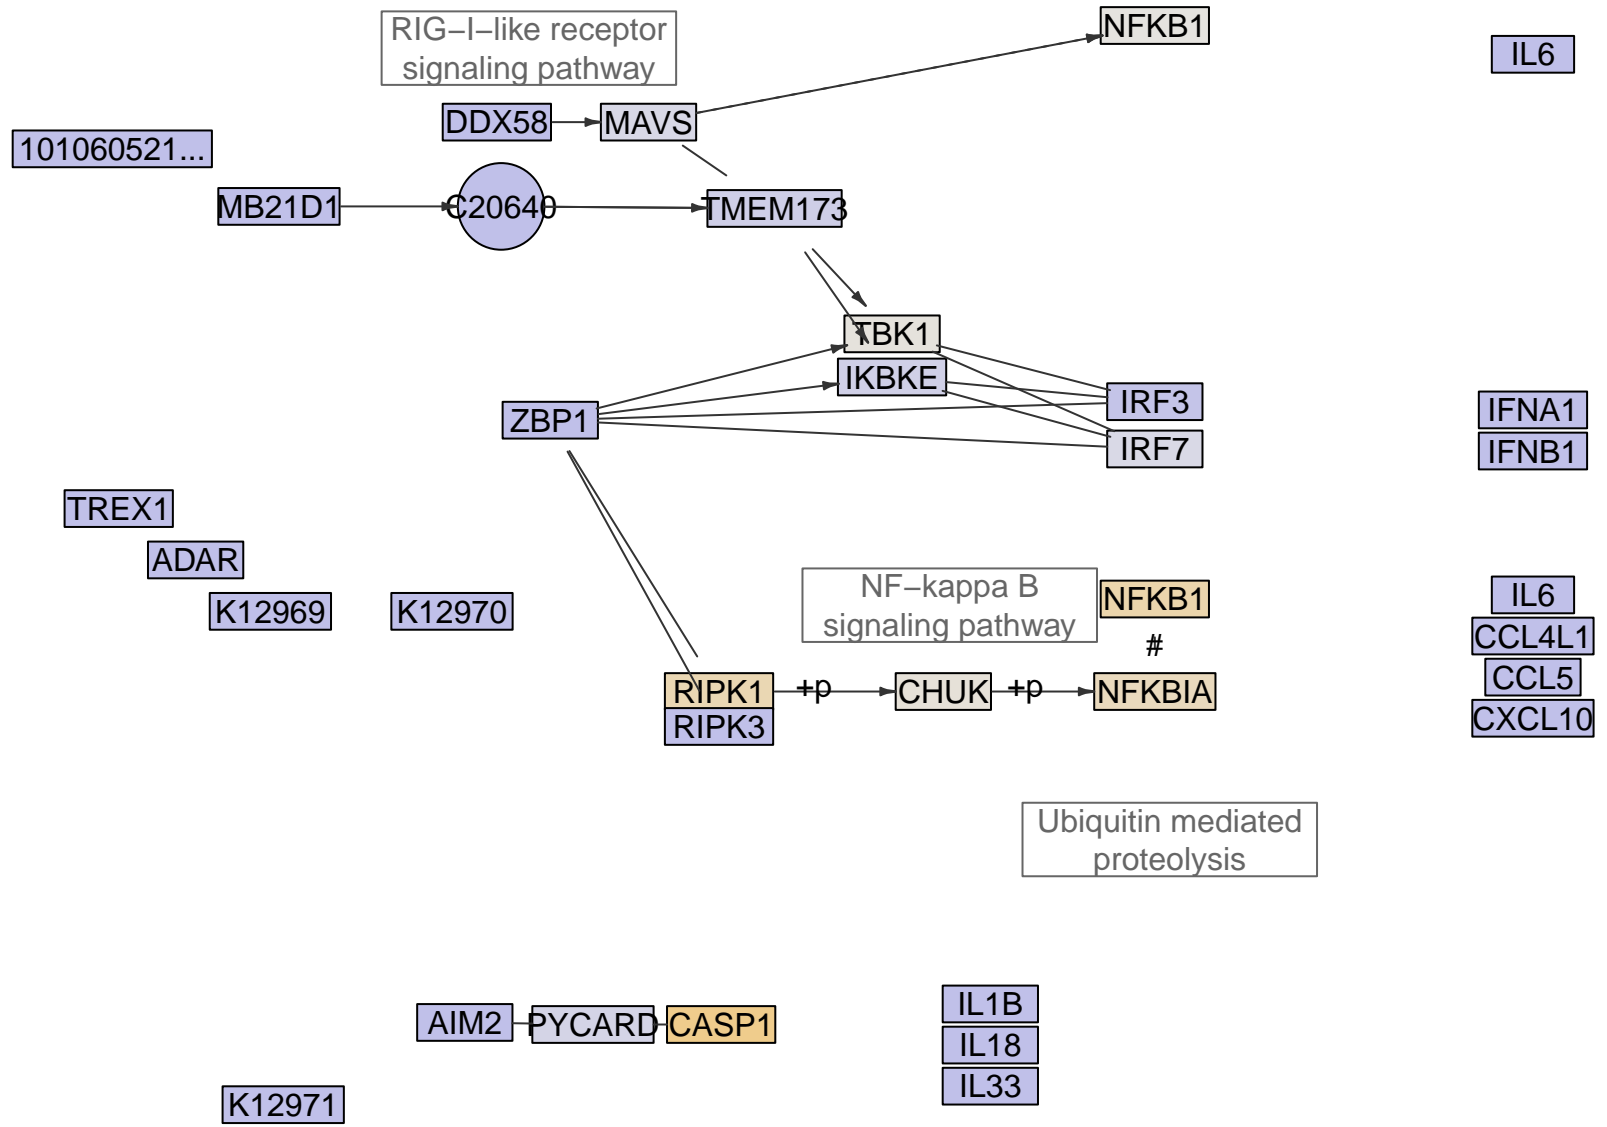 RIG−I−like receptor
signaling pathway
NFKB1
IL6
DDX58
MAVS
101060521...
MB21D1
C20640
TMEM173
TBK1
IKBKE
ZBP1
IRF3
IRF7
IFNA1
IFNB1
TREX1
ADAR
K12969
K12970
NF−kappa B
signaling pathway
NFKB1
#
IL6
CCL4L1
CCL5
CXCL10
RIPK1
+p
CHUK
+p
NFKBIA
RIPK3
Ubiquitin mediated
proteolysis
AIM2
PYCARD
CASP1
IL1B
IL18
IL33
K12971